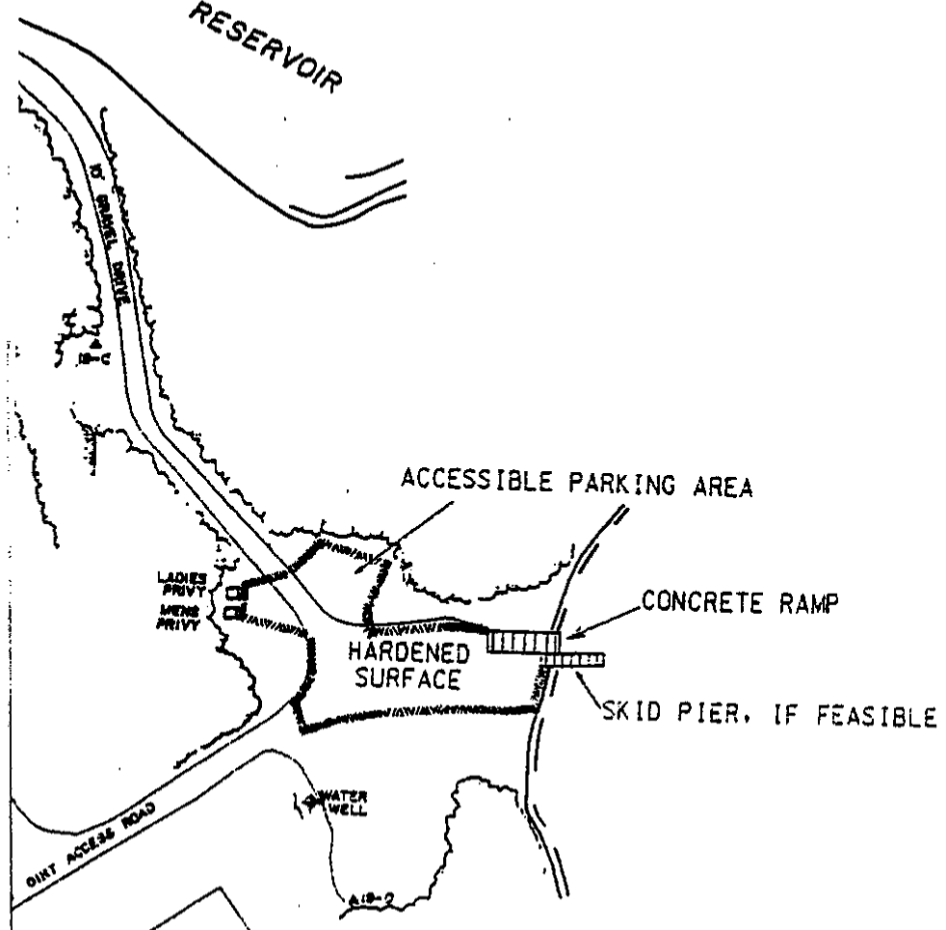 RESERVOIR
10' GRAVEL DRIVE
ACCESSIBLE PARKING AREA
LADIES
PRIVY
MENS
PRIVY
CONCRETE RAMP
HARDENED
SURFACE
SKID PIER, IF FEASIBLE
WATER
WELL
OINT ACCESS ROAD